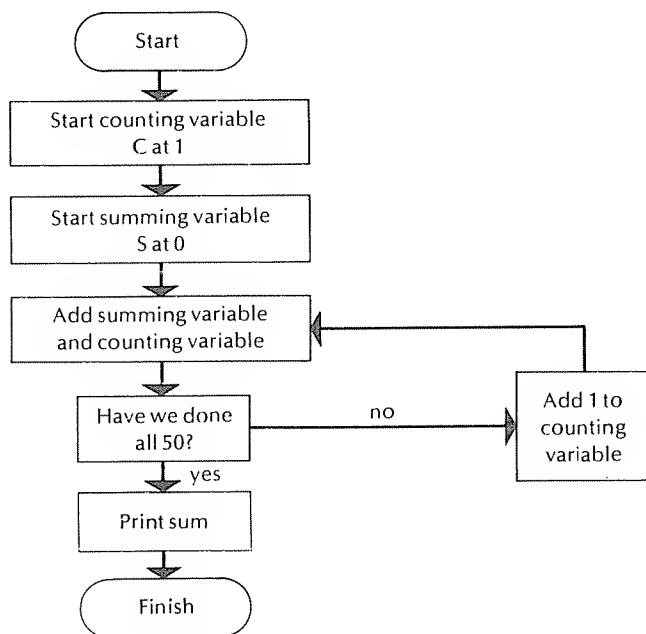 Start
Start counting variable
C at 1
Start summing variable
S at 0
Add summing variable
and counting variable
Have we done
all 50?
no
Add 1 to
counting
variable
yes
Print sum
Finish